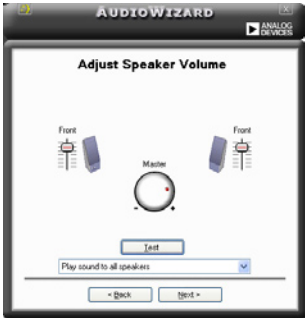 AUDIOWIZARD
ANALOG
DEVICES
Adjust Speaker Volume
Front
Front
Master
- +
Test
Play sound to all speakers
< Back
Next >